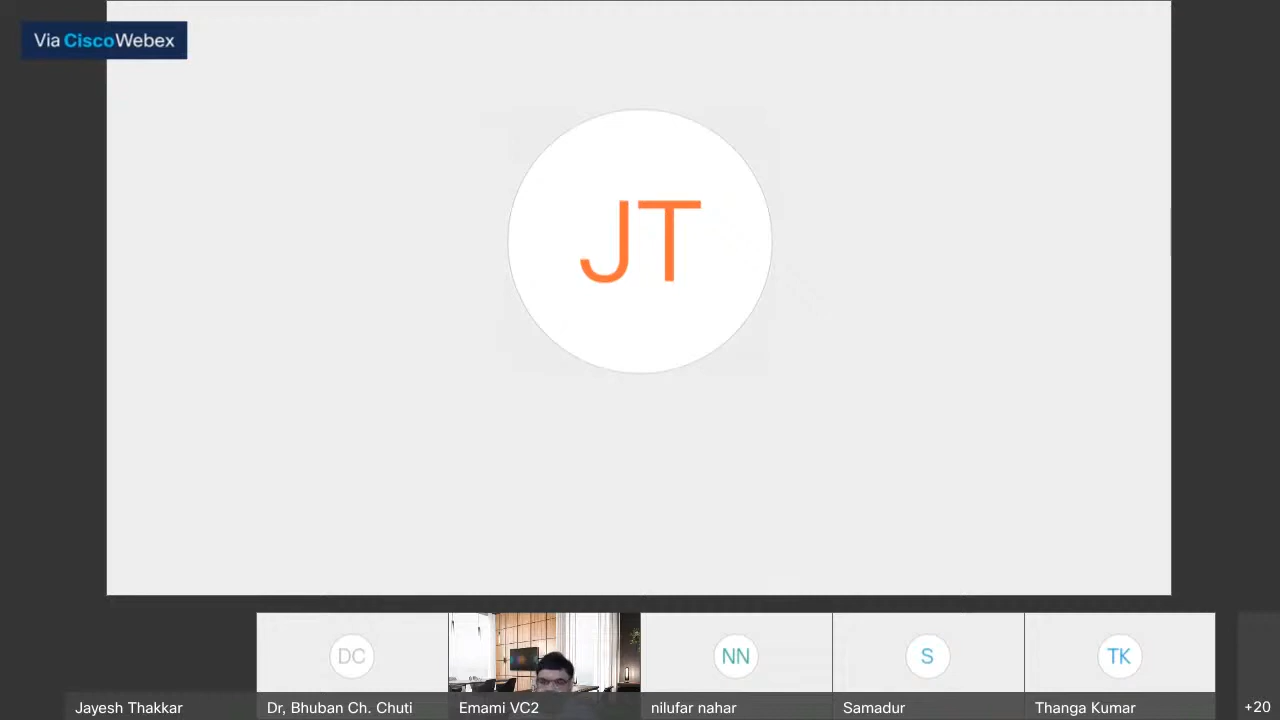 Via CiscoWebex
JT
DC
NN
S
TK
Jayesh Thakkar
Dr, Bhuban Ch. Chuti
Emami VC2
nilufar nahar
Samadur
Thanga Kumar
+20